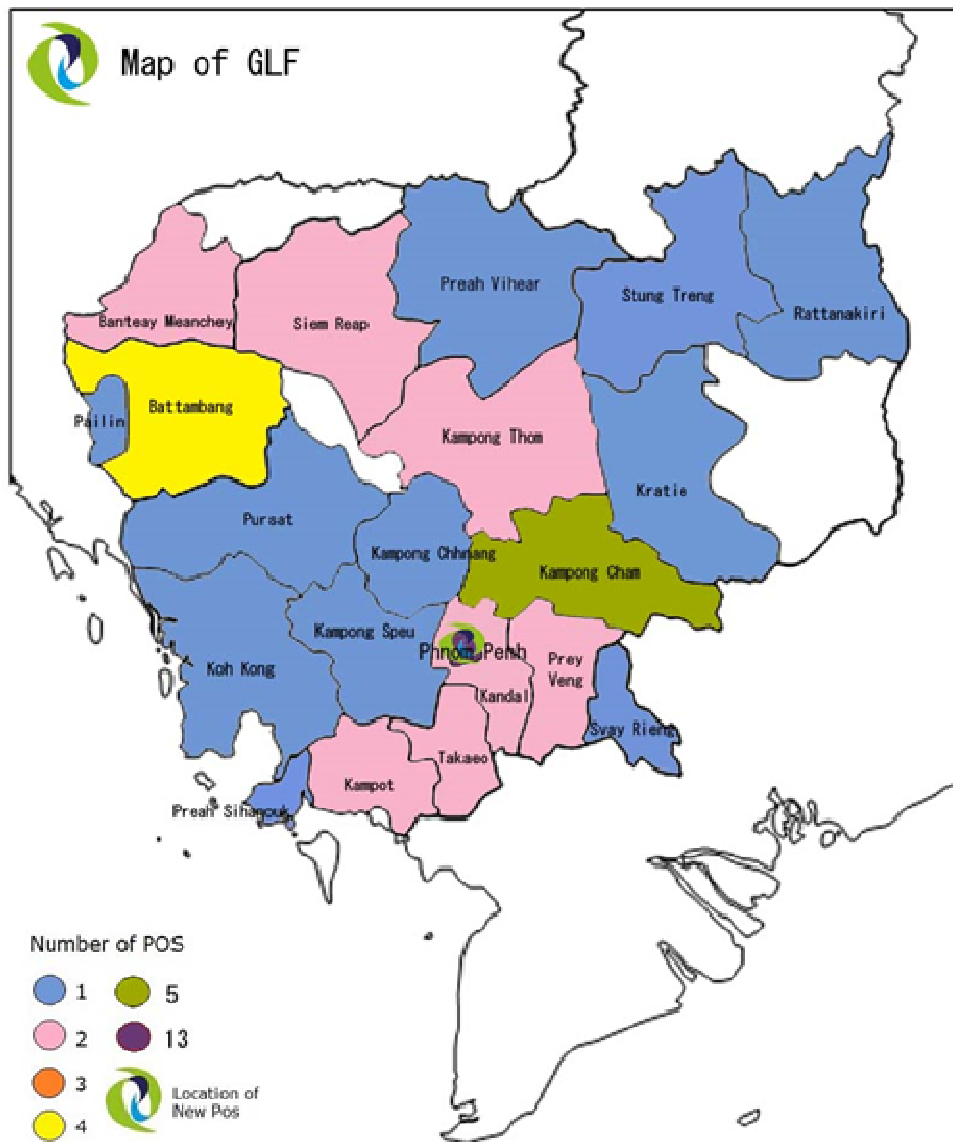 Map of GLF
Preah Vihear
Stung Treng
Rattanakiri
Banteay Meanchey
Siem Reap
Battambang
Pailin
Kampong Thom
Kratie
Pursat
Kampong Chhnang
Kampong Cham
Kampong Speu
Phnom Penh
Koh Kong
Prey
Veng
Kandal
Svay Rieng
Takaeo
Kampot
Preah Sihanouk
Number of POS
1 5
2 13
3
4
Location of
New Pos